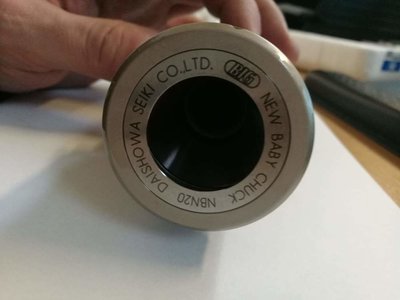 DAISHOWA SEIKI CO.,LTD.
BIG
NEW BABY CHUCK NBN20